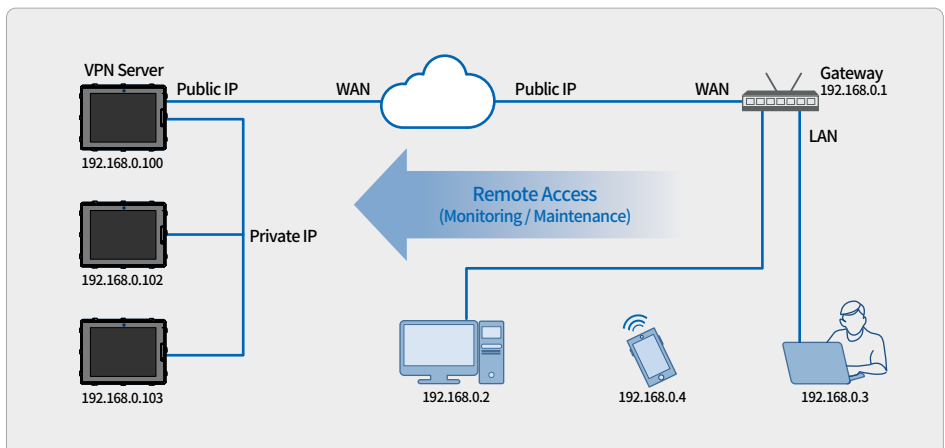 VPN Server
Public IP
WAN
Public IP
WAN
Gateway
192.168.0.1
LAN
192.168.0.100
Remote Access
(Monitoring / Maintenance)
Private IP
192.168.0.102
192.168.0.103
192.168.0.2
192.168.0.4
192.168.0.3